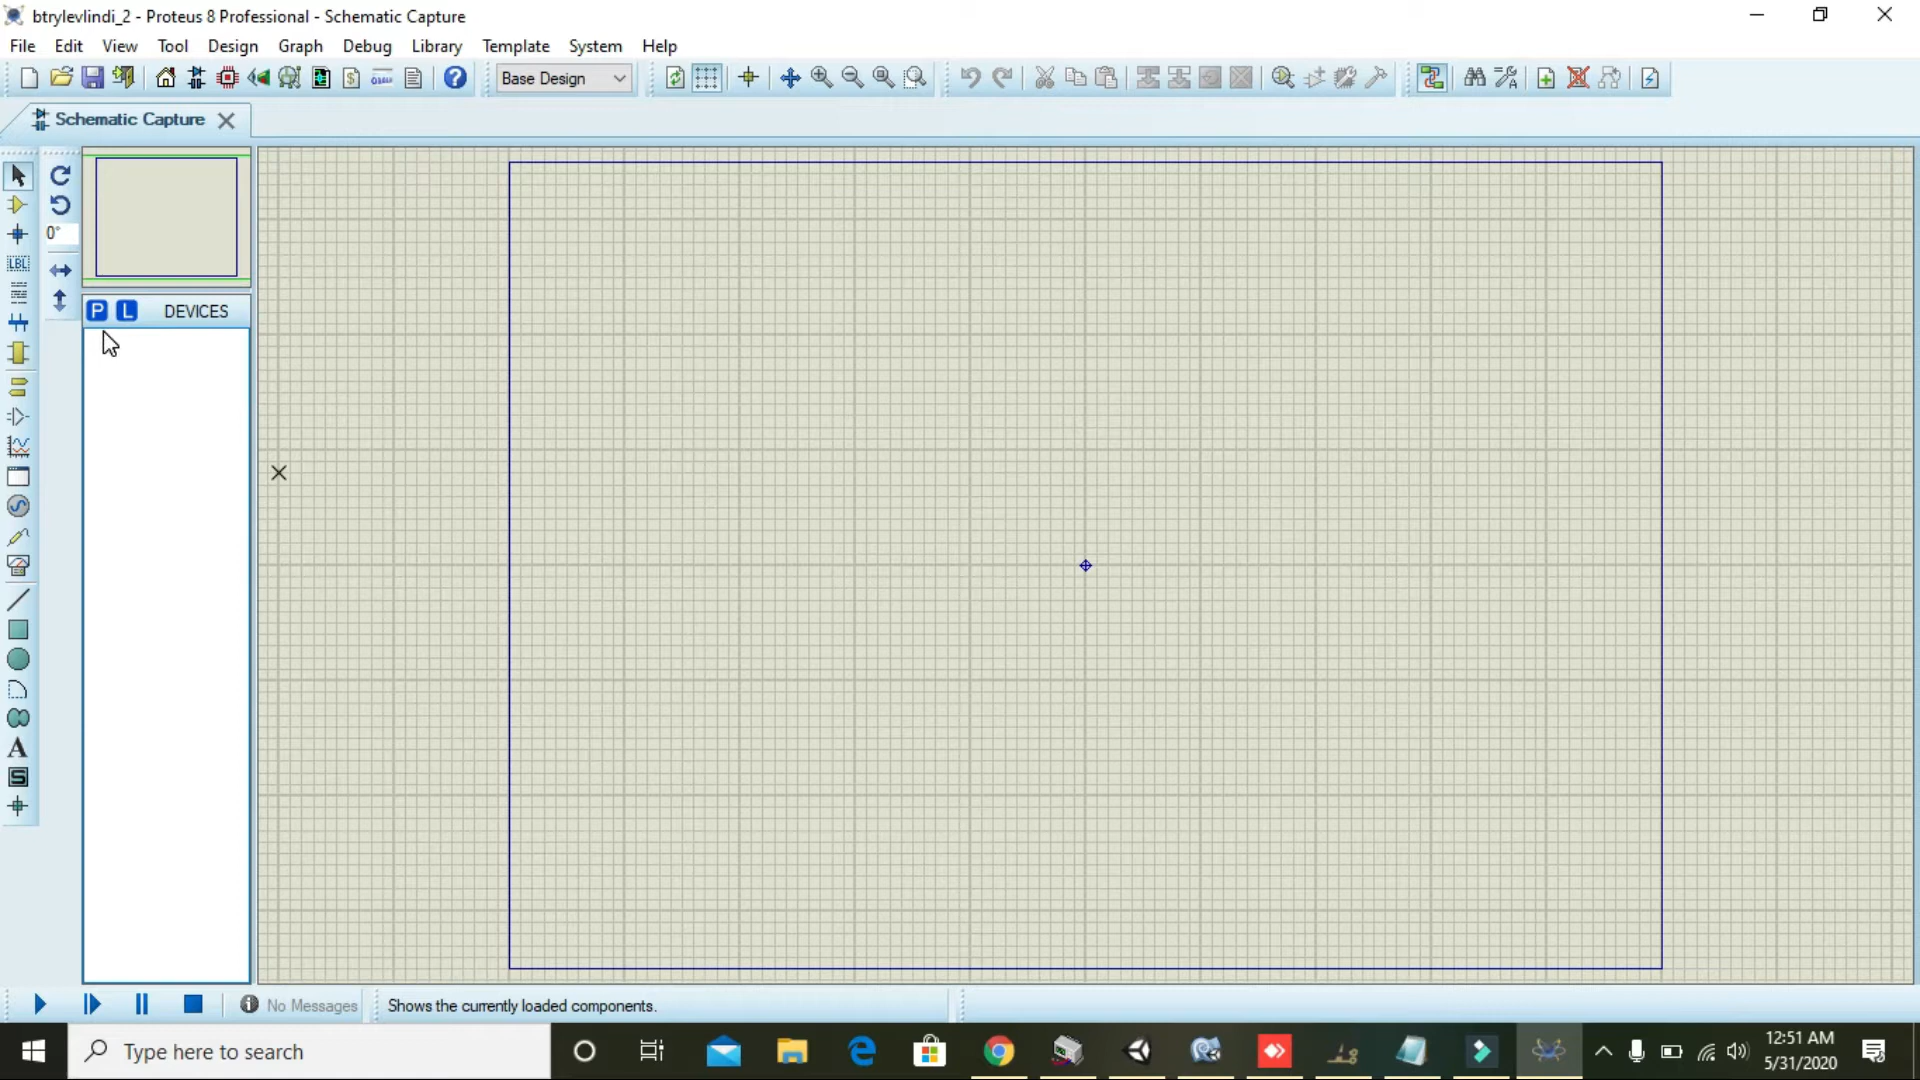 btrylevlindi_2 - Proteus 8 Professional - Schematic Capture
File Edit View Tool Design Graph Debug Library Template System Help
Base Design
Schematic Capture
0°
LBL
P L DEVICES
A
S
No Messages Shows the currently loaded components.
Type here to search
12:51 AM
5/31/2020